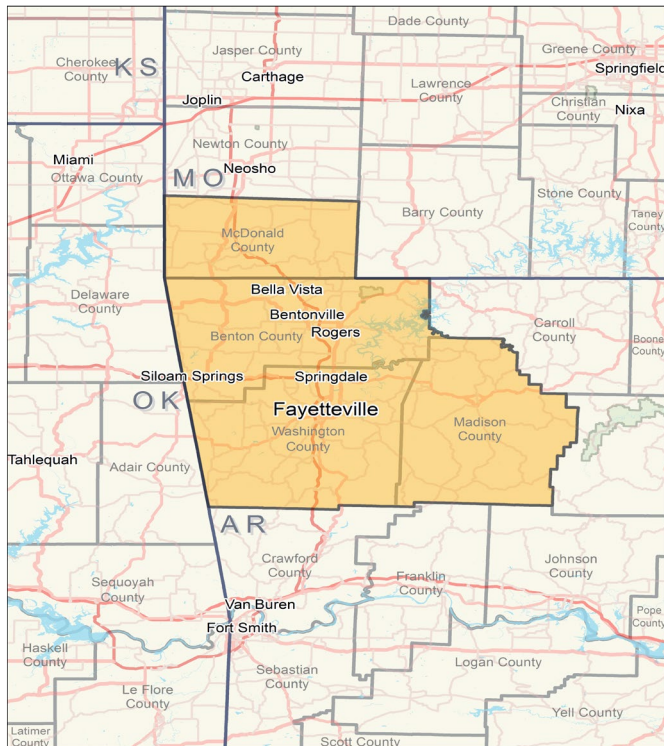 Dade County
Jasper County
Greene County
Cherokee
County
KS
Carthage
Springfield
Lawrence
County
Joplin
Christian
County
Nixa
Newton County
Miami
Neosho
Ottawa County
MO
Stone County
Barry County
Taney
County
McDonald
County
Bella Vista
Delaware
County
Bentonville
Rogers
Benton County
Carroll
County
Boone
County
Siloam Springs
Springdale
OK
Fayetteville
Washington
County
Madison
County
Tahlequah
Adair County
AR
Crawford
County
Johnson
County
Franklin
County
Sequoyah
County
Van Buren
Pope
County
Fort Smith
Haskell
County
Logan County
Sebastian
County
Le Flore
County
Yell County
Latimer
County
Scott County